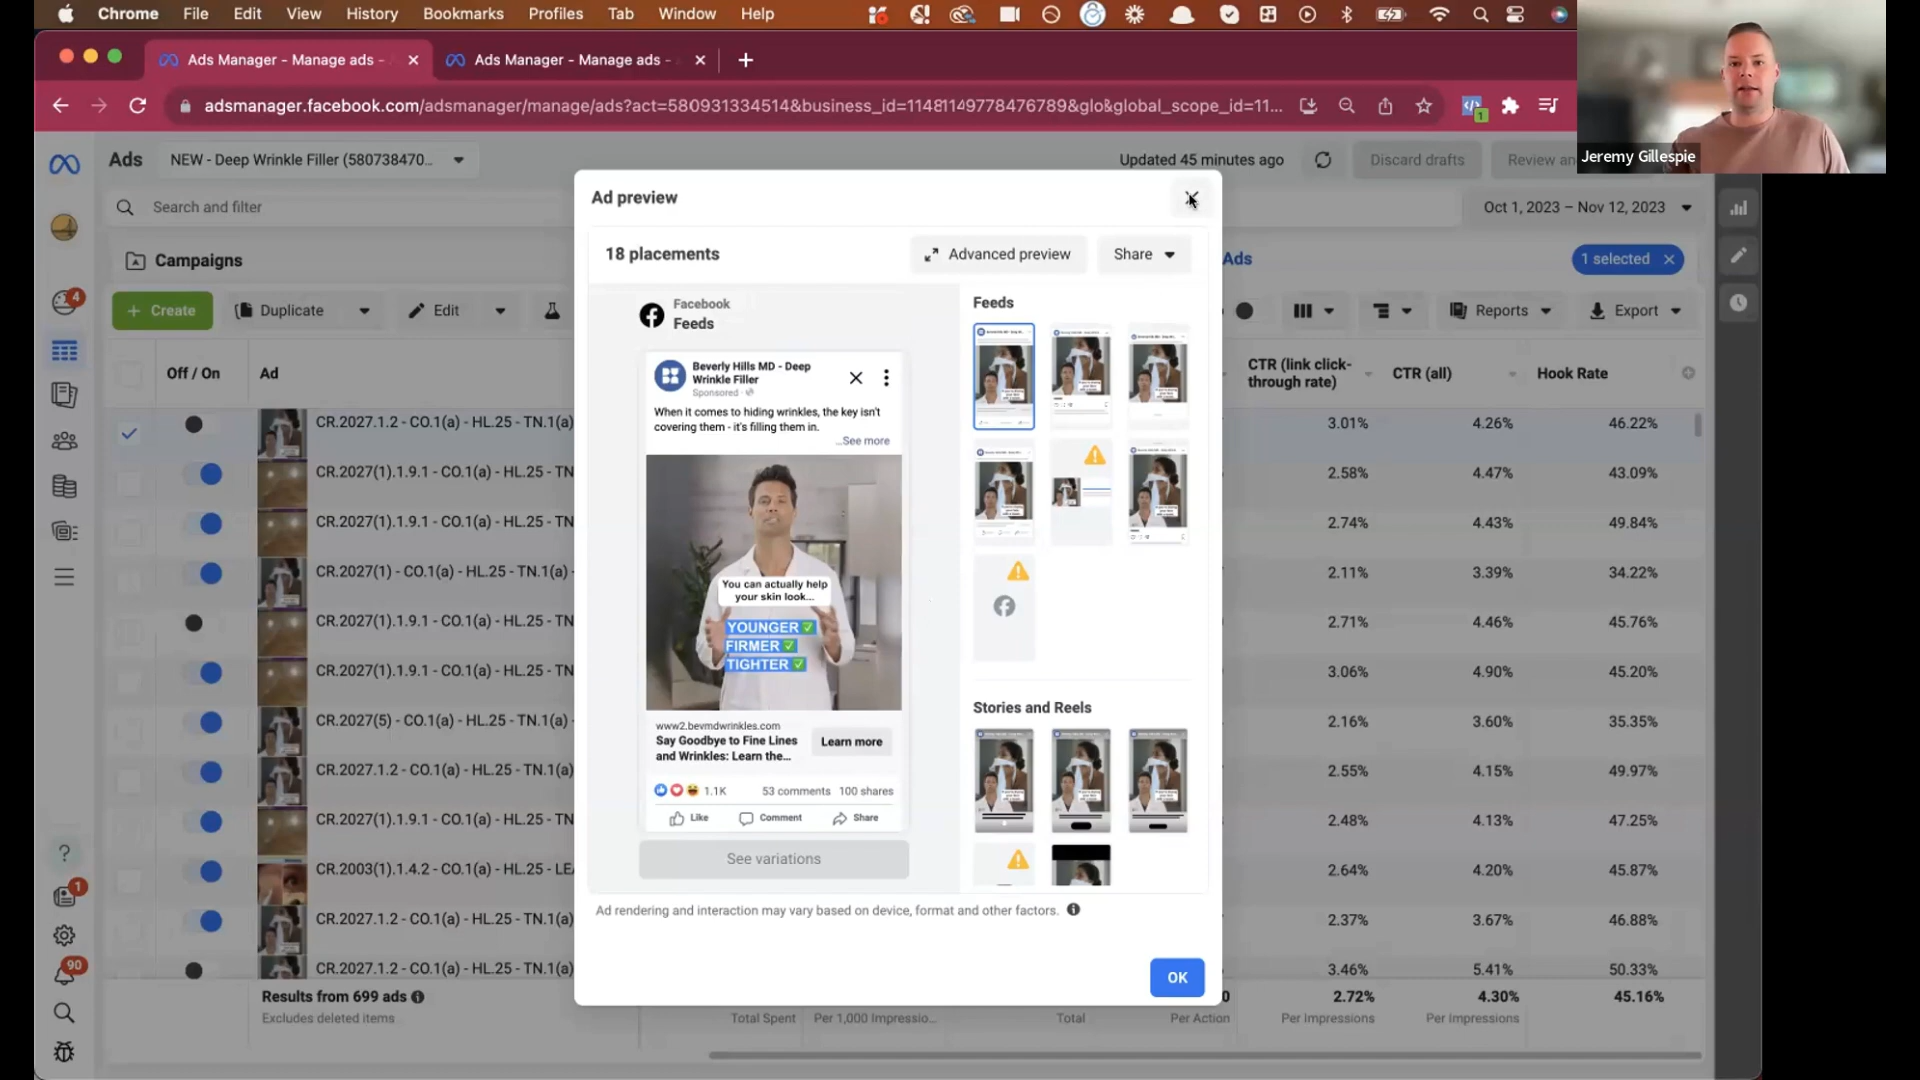 Chrome File Edit View History Bookmarks Profiles Tab Window Help
Ads Manager - Manage ads - Ads Manager - Manage ads -
adsmanager.facebook.com/adsmanager/manage/ads?act=580931334514&business_id=11481149778476789&glo&global_scope_id=11...
1
Jeremy Gillespie
Ads NEW - Deep Wrinkle Filler (580738470... Updated 45 minutes ago Discard drafts Review an
Search and filter Oct 1, 2023 – Nov 12, 2023
Campaigns Ads 1 selected
+ Create Duplicate Edit Reports Export
Off / On Ad CTR (link click-through rate) CTR (all) Hook Rate
CR.2027.1.2 - CO.1(a) - HL.25 - TN.1(a) 3.01% 4.26% 46.22%
CR.2027(1).1.9.1 - CO.1(a) - HL.25 - TN 2.58% 4.47% 43.09%
CR.2027(1).1.9.1 - CO.1(a) - HL.25 - TN 2.74% 4.43% 49.84%
CR.2027(1) - CO.1(a) - HL.25 - TN.1(a) - 2.11% 3.39% 34.22%
CR.2027(1).1.9.1 - CO.1(a) - HL.25 - TN 2.71% 4.46% 45.76%
CR.2027(1).1.9.1 - CO.1(a) - HL.25 - TN 3.06% 4.90% 45.20%
CR.2027(5) - CO.1(a) - HL.25 - TN.1(a) - 2.16% 3.60% 35.35%
CR.2027.1.2 - CO.1(a) - HL.25 - TN.1(a) 2.55% 4.15% 49.97%
CR.2027(1).1.9.1 - CO.1(a) - HL.25 - TN 2.48% 4.13% 47.25%
CR.2003(1).1.4.2 - CO.1(a) - HL.25 - LE 2.64% 4.20% 45.87%
CR.2027.1.2 - CO.1(a) - HL.25 - TN.1(a) 2.37% 3.67% 46.88%
CR.2027.1.2 - CO.1(a) - HL.25 - TN.1(a) 3.46% 5.41% 50.33%
Results from 699 ads 0 2.72% 4.30% 45.16%
Excludes deleted items Total Spent Per 1,000 Impressio... Total Per Action Per Impressions Per Impressions
4
1
90
Ad preview
18 placements Advanced preview Share
Facebook
Feeds
Beverly Hills MD - Deep
Wrinkle Filler
Sponsored ·
When it comes to hiding wrinkles, the key isn't
covering them - it's filling them in.
...See more
You can actually help
your skin look...
YOUNGER ✅
FIRMER ✅
TIGHTER ✅
www2.bevmdwrinkles.com
Say Goodbye to Fine Lines
and Wrinkles: Learn the...
Learn more
1.1K 53 comments 100 shares
Like Comment Share
See variations
Feeds
Stories and Reels
Ad rendering and interaction may vary based on device, format and other factors.
OK